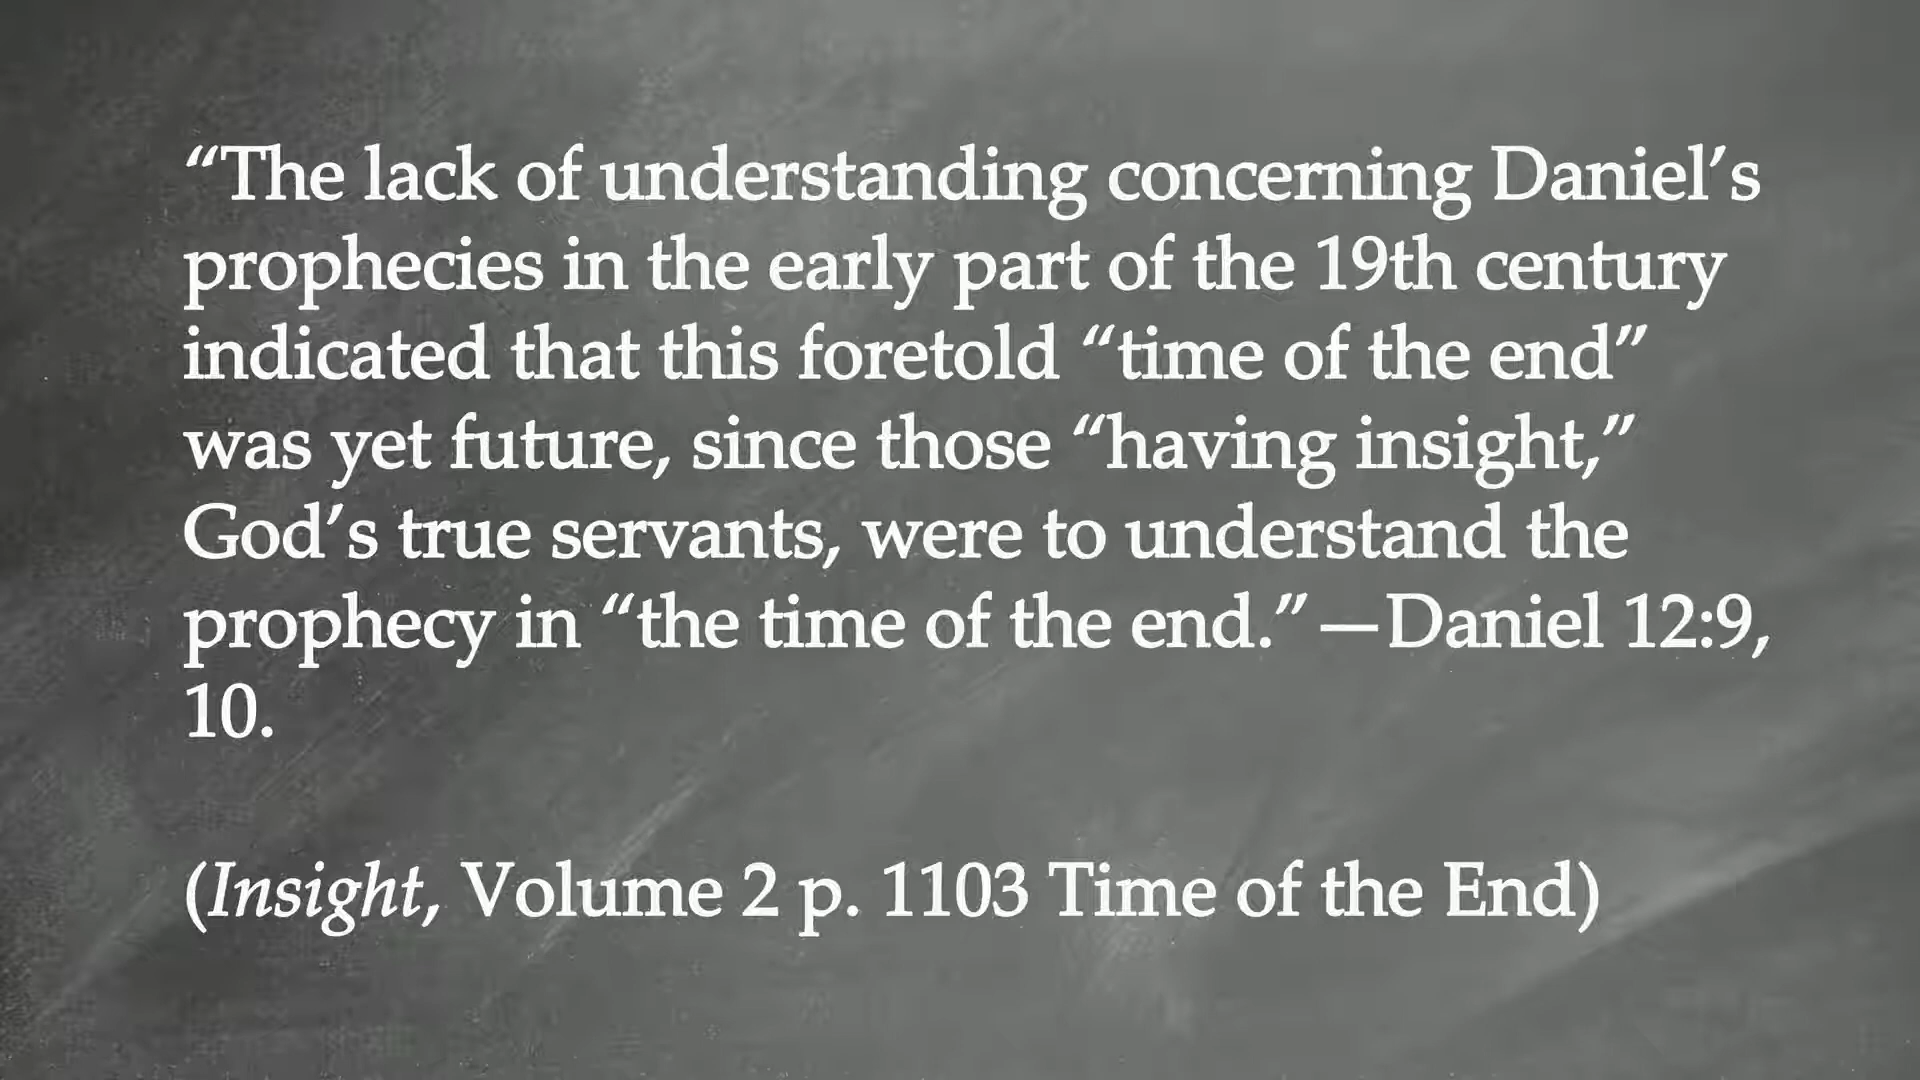 “The lack of understanding concerning Daniel’s
prophecies in the early part of the 19th century
indicated that this foretold “time of the end”
was yet future, since those “having insight,”
God’s true servants, were to understand the
prophecy in “the time of the end.”—Daniel 12:9,
10.
(Insight, Volume 2 p. 1103 Time of the End)